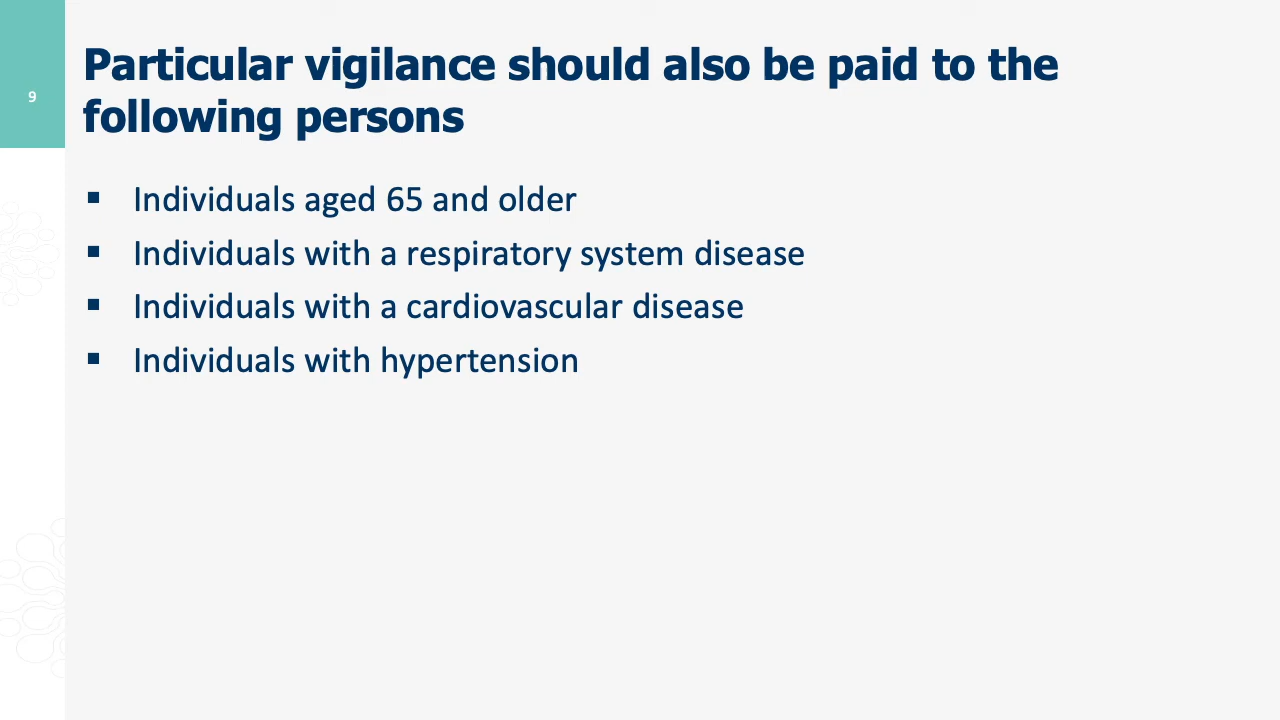 9
Particular vigilance should also be paid to the
following persons
▪ Individuals aged 65 and older
▪ Individuals with a respiratory system disease
▪ Individuals with a cardiovascular disease
▪ Individuals with hypertension